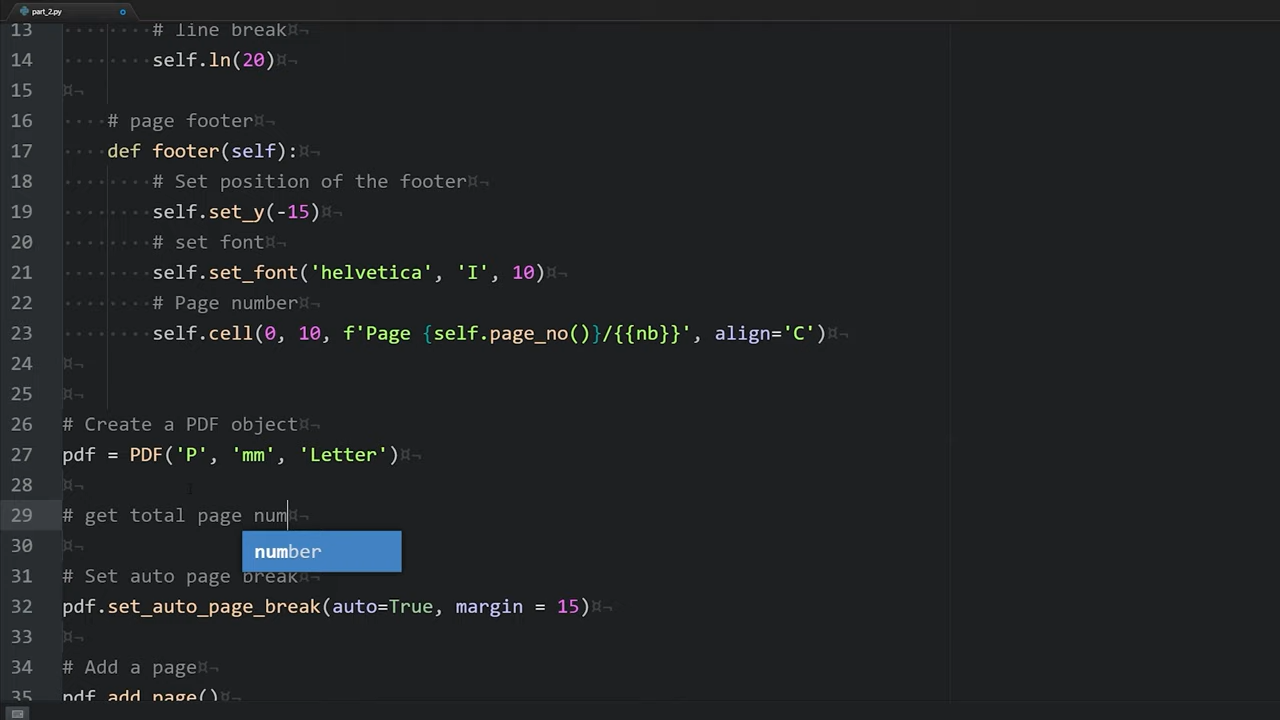 part_2.py
13 # line break
14 self.ln(20)
15
16 # page footer
17 def footer(self):
18 # Set position of the footer
19 self.set_y(-15)
20 # set font
21 self.set_font('helvetica', 'I', 10)
22 # Page number
23 self.cell(0, 10, f'Page {self.page_no()}/{{nb}}', align='C')
24
25
26 # Create a PDF object
27 pdf = PDF('P', 'mm', 'Letter')
28
29 # get total page num
number
30
31 # Set auto page break
32 pdf.set_auto_page_break(auto=True, margin = 15)
33
34 # Add a page
35 pdf.add_page()